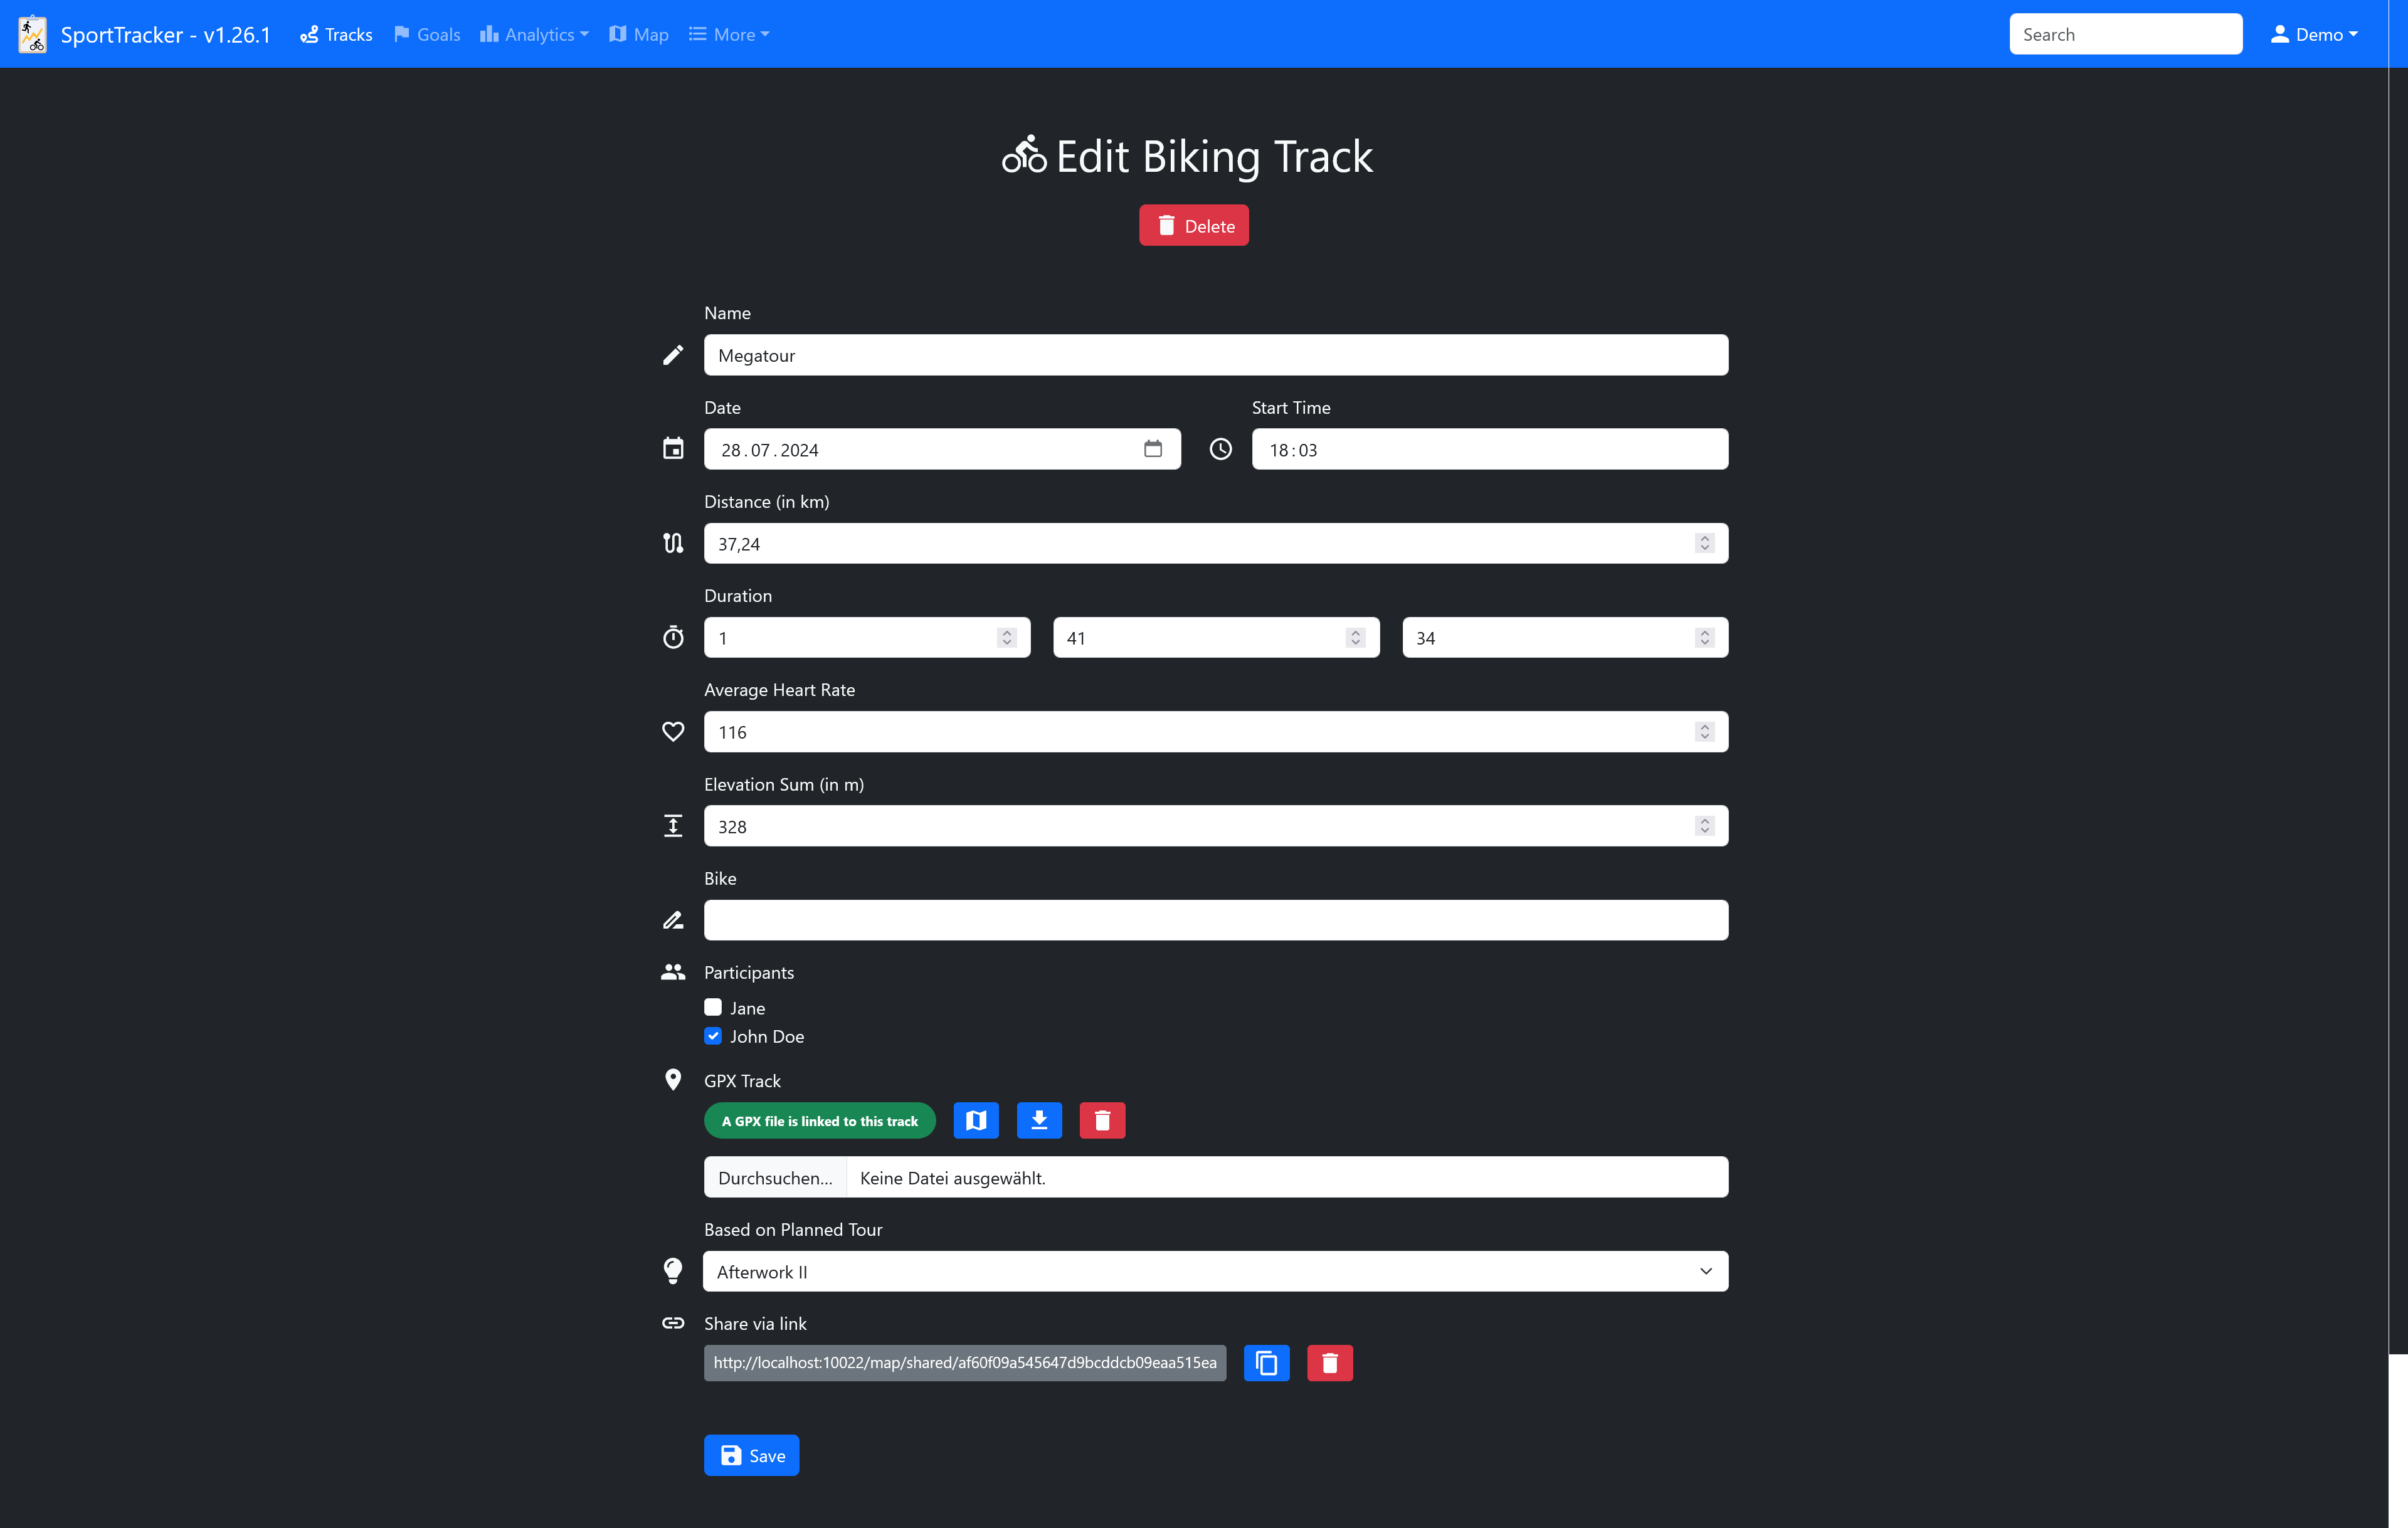 SportTracker - v1.26.1 Tracks Goals Analytics Map More Search Demo
Edit Biking Track
Delete
Name
Megatour
Date Start Time
28.07.2024 18:03
Distance (in km)
37,24
Duration
1 41 34
Average Heart Rate
116
Elevation Sum (in m)
328
Bike
Participants
Jane
John Doe
GPX Track
A GPX file is linked to this track
Durchsuchen... Keine Datei ausgewählt.
Based on Planned Tour
Afterwork II
Share via link
http://localhost:10022/map/shared/af60f09a545647d9bcddcb09eaa515ea
Save